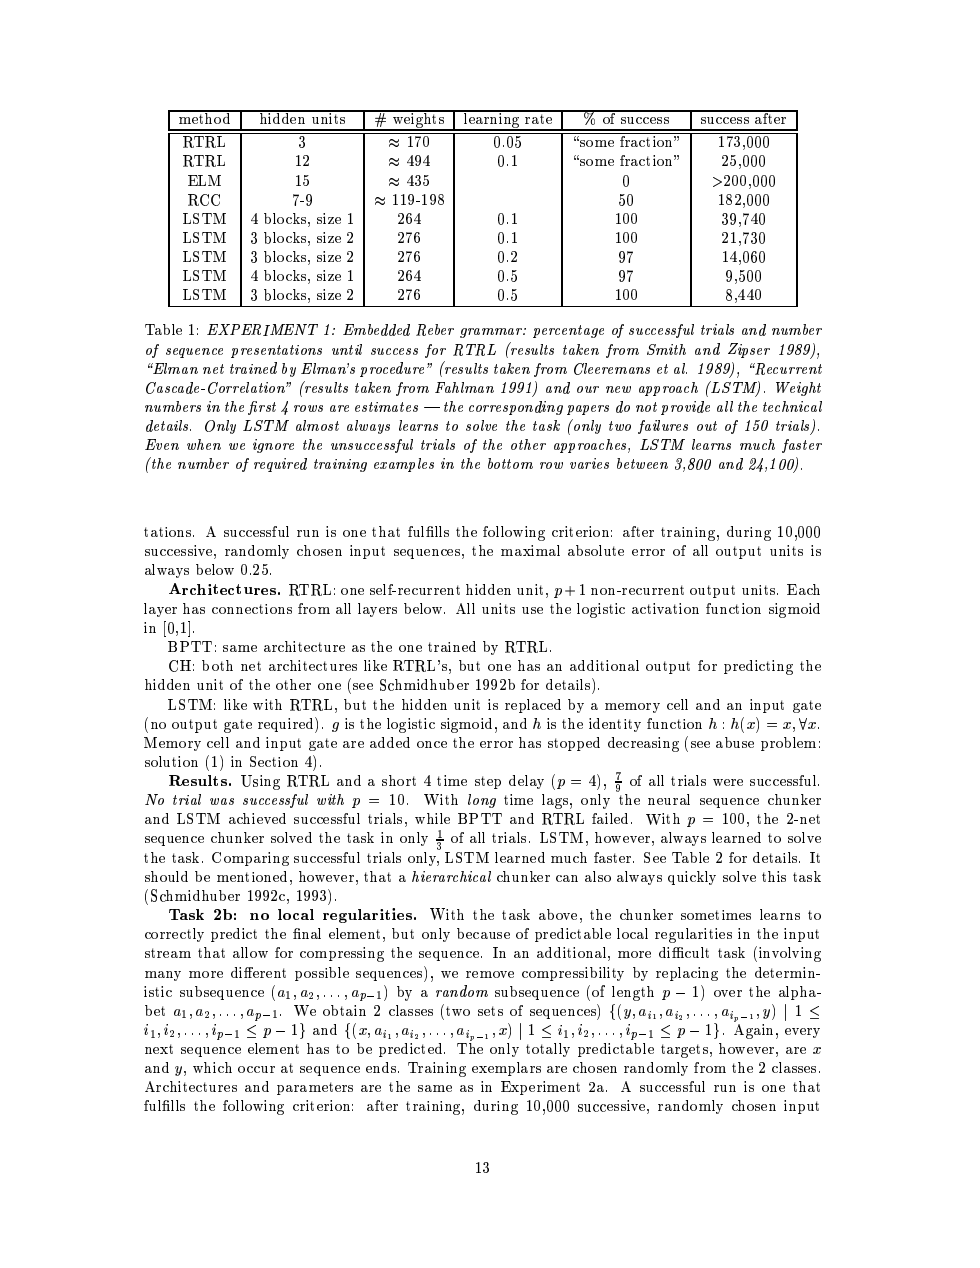 method hidden units # weights learning rate % of success success after
RTRL 3 ≈ 170 0.05 “some fraction” 173,000
RTRL 12 ≈ 494 0.1 “some fraction” 25,000
ELM 15 ≈ 435 0 >200,000
RCC 7-9 ≈ 119-198 50 182,000
LSTM 4 blocks, size 1 264 0.1 100 39,740
LSTM 3 blocks, size 2 276 0.1 100 21,730
LSTM 3 blocks, size 2 276 0.2 97 14,060
LSTM 4 blocks, size 1 264 0.5 97 9,500
LSTM 3 blocks, size 2 276 0.5 100 8,440
Table 1: EXPERIMENT 1: Embedded Reber grammar: percentage of successful trials and number
of sequence presentations until success for RTRL (results taken from Smith and Zipser 1989),
“Elman net trained by Elman’s procedure” (results taken from Cleeremans et al. 1989), “Recurrent
Cascade-Correlation” (results taken from Fahlman 1991) and our new approach (LSTM). Weight
numbers in the first 4 rows are estimates — the corresponding papers do not provide all the technical
details. Only LSTM almost always learns to solve the task (only two failures out of 150 trials).
Even when we ignore the unsuccessful trials of the other approaches, LSTM learns much faster
(the number of required training examples in the bottom row varies between 3,800 and 24,100).
tations. A successful run is one that fulfills the following criterion: after training, during 10,000
successive, randomly chosen input sequences, the maximal absolute error of all output units is
always below 0.25.
Architectures. RTRL: one self-recurrent hidden unit, p+1 non-recurrent output units. Each
layer has connections from all layers below. All units use the logistic activation function sigmoid
in [0,1].
BPTT: same architecture as the one trained by RTRL.
CH: both net architectures like RTRL’s, but one has an additional output for predicting the
hidden unit of the other one (see Schmidhuber 1992b for details).
LSTM: like with RTRL, but the hidden unit is replaced by a memory cell and an input gate
(no output gate required). g is the logistic sigmoid, and h is the identity function h : h(x) = x, ∀x.
Memory cell and input gate are added once the error has stopped decreasing (see abuse problem:
solution (1) in Section 4).
Results. Using RTRL and a short 4 time step delay (p = 4), 7/9 of all trials were successful.
No trial was successful with p = 10. With long time lags, only the neural sequence chunker
and LSTM achieved successful trials, while BPTT and RTRL failed. With p = 100, the 2-net
sequence chunker solved the task in only 1/3 of all trials. LSTM, however, always learned to solve
the task. Comparing successful trials only, LSTM learned much faster. See Table 2 for details. It
should be mentioned, however, that a hierarchical chunker can also always quickly solve this task
(Schmidhuber 1992c, 1993).
Task 2b: no local regularities. With the task above, the chunker sometimes learns to
correctly predict the final element, but only because of predictable local regularities in the input
stream that allow for compressing the sequence. In an additional, more difficult task (involving
many more different possible sequences), we remove compressibility by replacing the determin-
istic subsequence (a_1, a_2, . . . , a_{p−1}) by a random subsequence (of length p − 1) over the alpha-
bet a_1, a_2, . . . , a_{p−1}. We obtain 2 classes (two sets of sequences) {(y, a_{i_1}, a_{i_2}, . . . , a_{i_{p−1}}, y) | 1 ≤
i_1, i_2, . . . , i_{p−1} ≤ p − 1} and {(x, a_{i_1}, a_{i_2}, . . . , a_{i_{p−1}}, x) | 1 ≤ i_1, i_2, . . . , i_{p−1} ≤ p − 1}. Again, every
next sequence element has to be predicted. The only totally predictable targets, however, are x
and y, which occur at sequence ends. Training exemplars are chosen randomly from the 2 classes.
Architectures and parameters are the same as in Experiment 2a. A successful run is one that
fulfills the following criterion: after training, during 10,000 successive, randomly chosen input
13